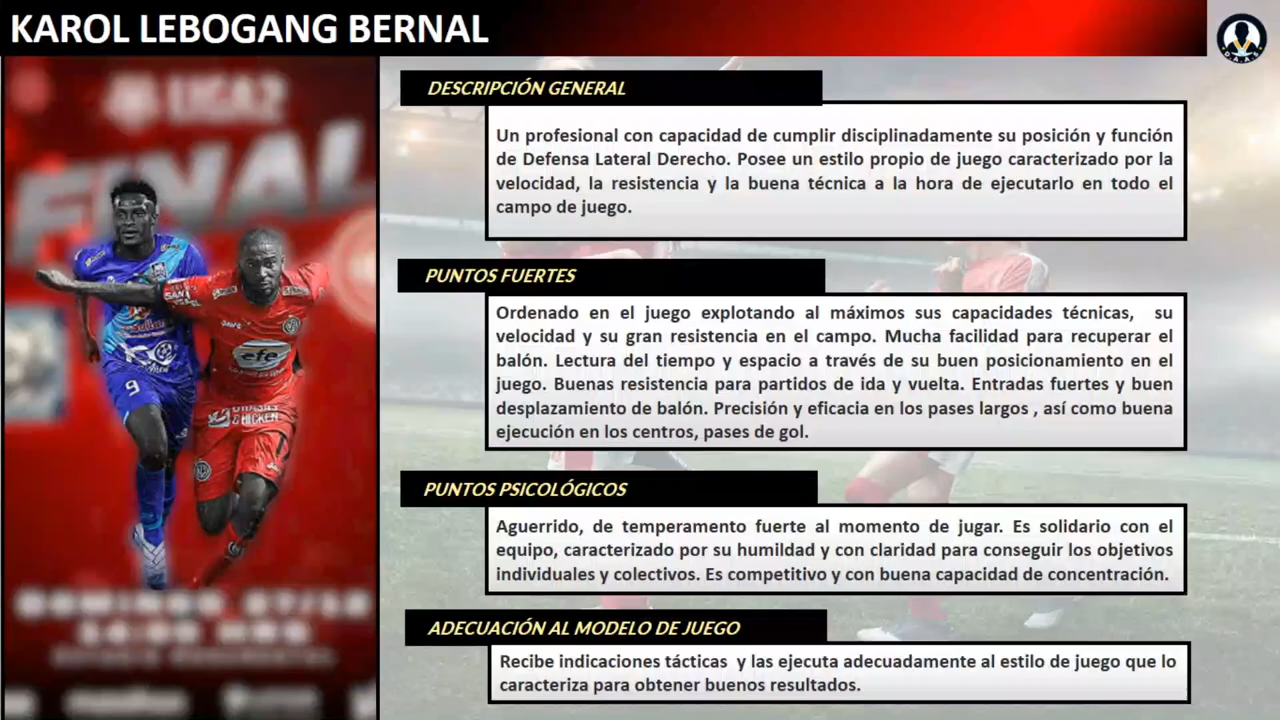 KAROL LEBOGANG BERNAL
LIGA2
FINAL
DESCRIPCIÓN GENERAL
Un profesional con capacidad de cumplir disciplinadamente su posición y función
de Defensa Lateral Derecho. Posee un estilo propio de juego caracterizado por la
velocidad, la resistencia y la buena técnica a la hora de ejecutarlo en todo el
campo de juego.
PUNTOS FUERTES
Ordenado en el juego explotando al máximos sus capacidades técnicas, su
velocidad y su gran resistencia en el campo. Mucha facilidad para recuperar el
balón. Lectura del tiempo y espacio a través de su buen posicionamiento en el
juego. Buenas resistencia para partidos de ida y vuelta. Entradas fuertes y buen
desplazamiento de balón. Precisión y eficacia en los pases largos , así como buena
ejecución en los centros, pases de gol.
PUNTOS PSICOLÓGICOS
Aguerrido, de temperamento fuerte al momento de jugar. Es solidario con el
equipo, caracterizado por su humildad y con claridad para conseguir los objetivos
individuales y colectivos. Es competitivo y con buena capacidad de concentración.
ADECUACIÓN AL MODELO DE JUEGO
Recibe indicaciones tácticas y las ejecuta adecuadamente al estilo de juego que lo
caracteriza para obtener buenos resultados.
efe
9